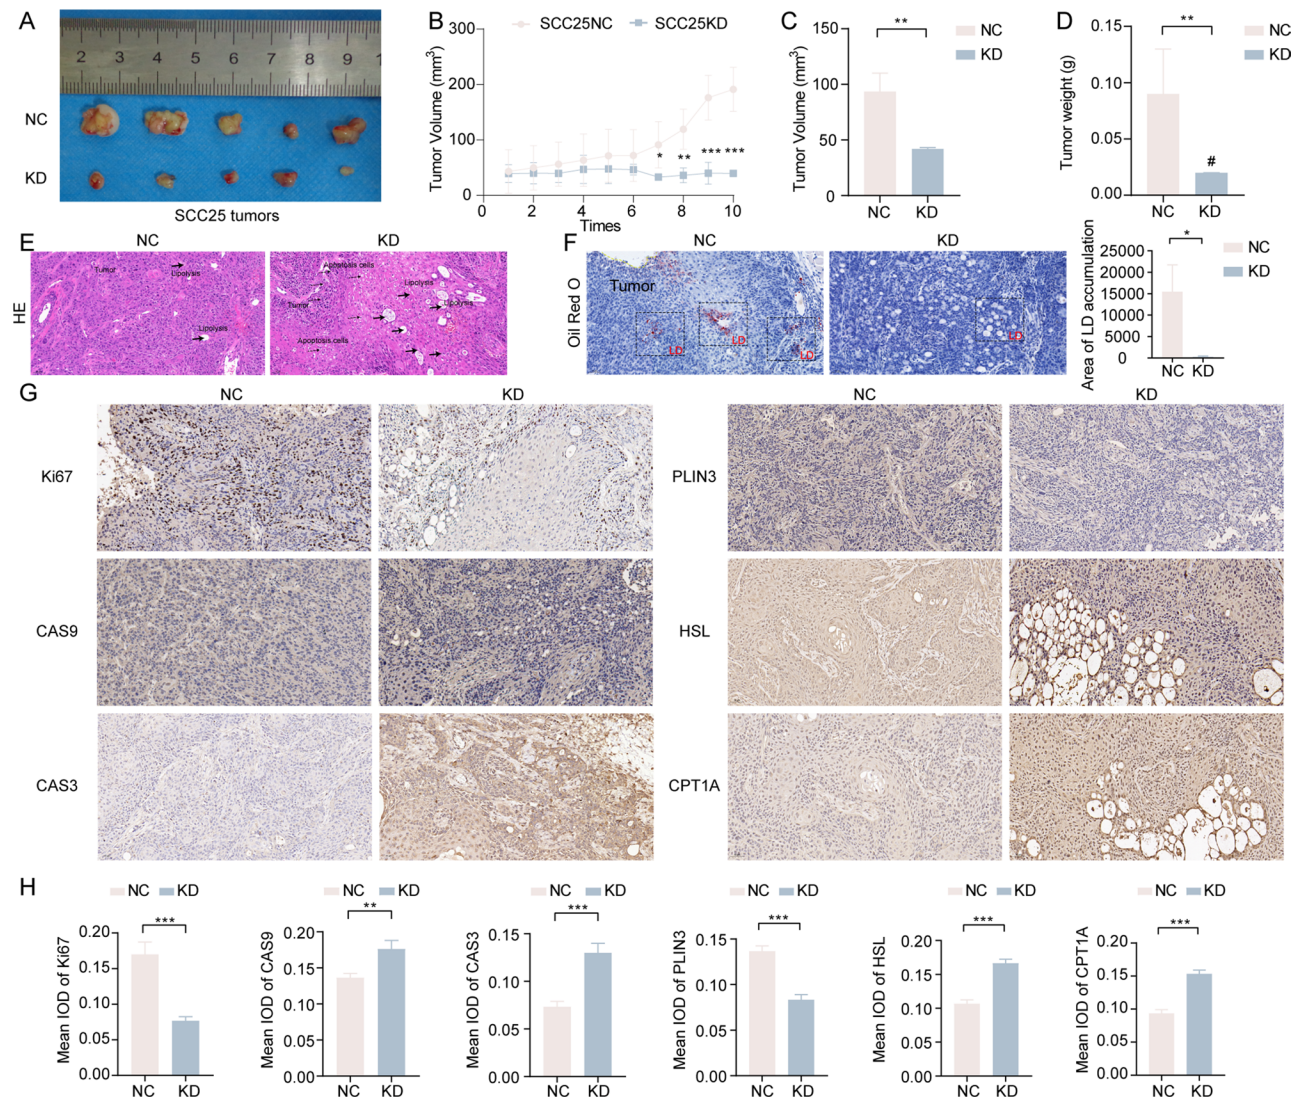 A
2 3 4 5 6 7 8 9 1
NC
KD
SCC25 tumors
B
SCC25NC SCC25KD
Tumor Volume (mm³)
300
200
100
0
0 2 4 6 8 10
* ** *** ***
Times
C
NC
KD
**
Tumor Volume (mm³)
150
100
50
0
NC KD
D
NC
KD
**
#
Tumor weight (g)
0.15
0.10
0.05
0.00
NC KD
E
NC KD
HE
Tumor
Lipolysis
Lipolysis
Apoptosis cells
Lipolysis
Lipolysis
Tumor
Apoptosis cells
F
NC KD
Oil Red O
Tumor
LD
LD
LD
LD
NC
KD
*
Area of LD accumulation
25000
20000
15000
10000
5000
0
NC KD
G
NC KD
Ki67
CAS9
CAS3
NC KD
PLIN3
HSL
CPT1A
H
NC KD
***
Mean IOD of Ki67
0.20
0.15
0.10
0.05
0.00
NC KD
NC KD
**
Mean IOD of CAS9
0.20
0.15
0.10
0.05
0.00
NC KD
NC KD
***
Mean IOD of CAS3
0.15
0.10
0.05
0.00
NC KD
NC KD
***
Mean IOD of PLIN3
0.15
0.10
0.05
0.00
NC KD
NC KD
***
Mean IOD of HSL
0.20
0.15
0.10
0.05
0.00
NC KD
NC KD
***
Mean IOD of CPT1A
0.20
0.15
0.10
0.05
0.00
NC KD